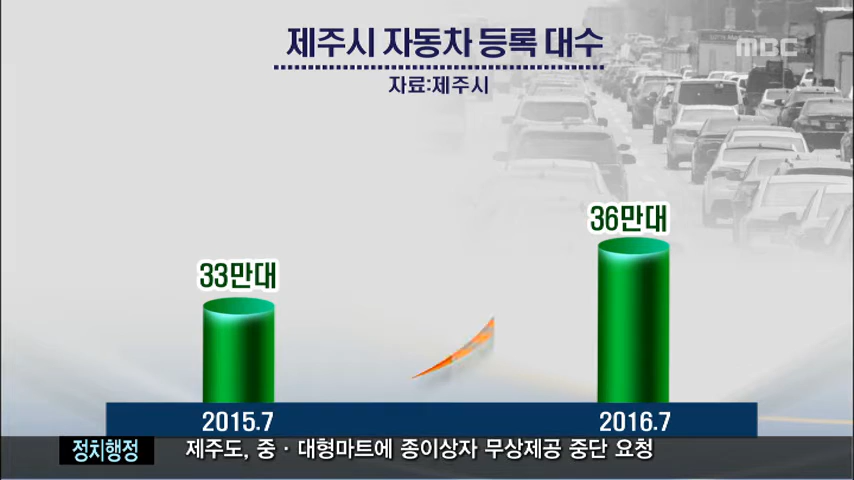 제주시 자동차 등록 대수
자료:제주시
MBC
36만대
33만대
2015.7
2016.7
정치행정
제주도, 중·대형마트에 종이상자 무상제공 중단 요청